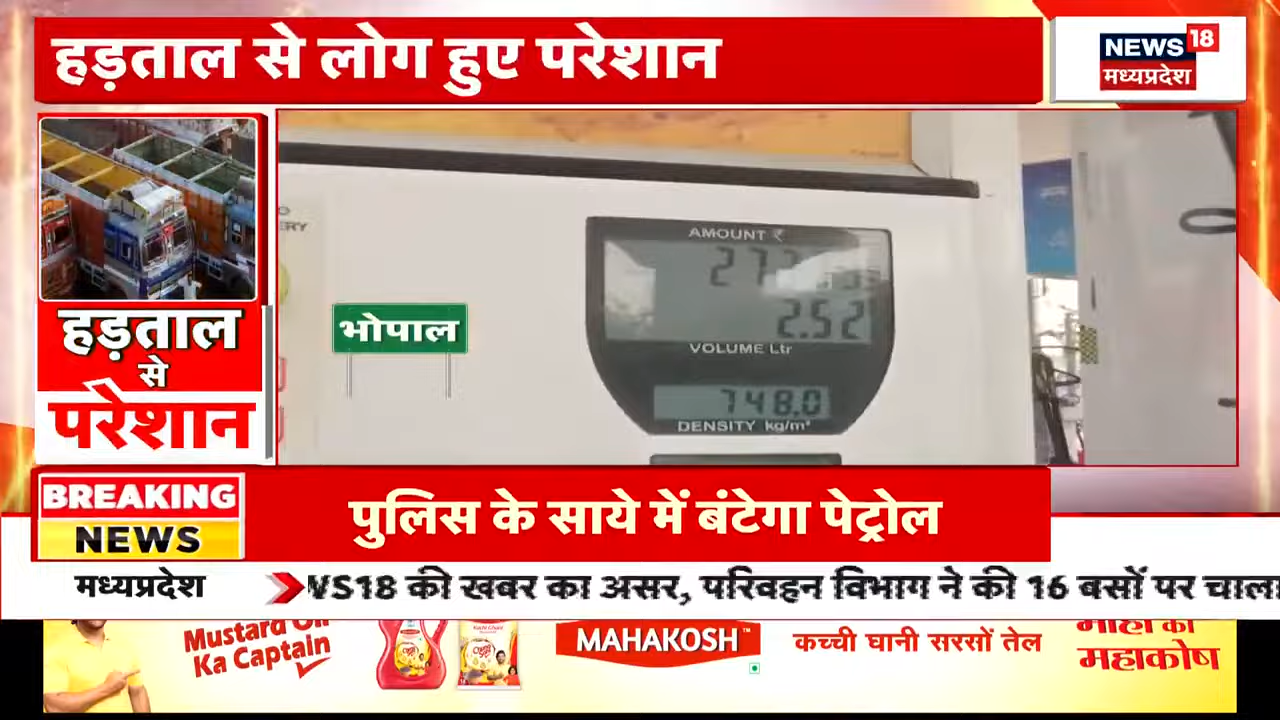 हड़ताल से लोग हुए परेशान
NEWS 18
मध्यप्रदेश
AMOUNT ₹
2.52
VOLUME Ltr
748.0
DENSITY kg/m³
भोपाल
हड़ताल
से
परेशान
BREAKING
NEWS
पुलिस के साये में बंटेगा पेट्रोल
मध्यप्रदेश
WS18 की खबर का असर, परिवहन विभाग ने की 16 बसों पर चाला
Mustard Oil
Ka Captain
MAHAKOSH™
कच्ची घानी सरसों तेल
महाकोष